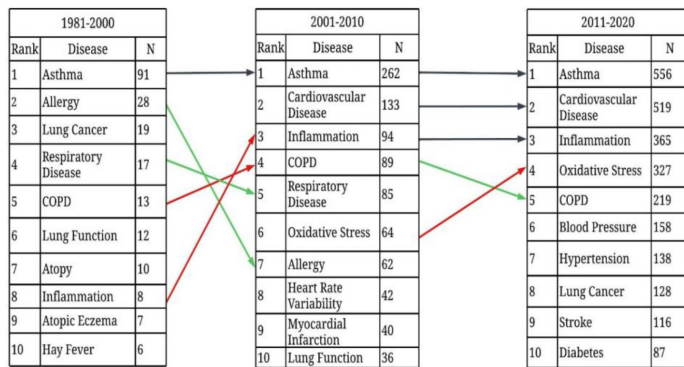 1981-2000
Rank Disease N
1 Asthma 91
2 Allergy 28
3 Lung Cancer 19
4 Respiratory Disease 17
5 COPD 13
6 Lung Function 12
7 Atopy 10
8 Inflammation 8
9 Atopic Eczema 7
10 Hay Fever 6
2001-2010
Rank Disease N
1 Asthma 262
2 Cardiovascular Disease 133
3 Inflammation 94
4 COPD 89
5 Respiratory Disease 85
6 Oxidative Stress 64
7 Allergy 62
8 Heart Rate Variability 42
9 Myocardial Infarction 40
10 Lung Function 36
2011-2020
Rank Disease N
1 Asthma 556
2 Cardiovascular Disease 519
3 Inflammation 365
4 Oxidative Stress 327
5 COPD 219
6 Blood Pressure 158
7 Hypertension 138
8 Lung Cancer 128
9 Stroke 116
10 Diabetes 87